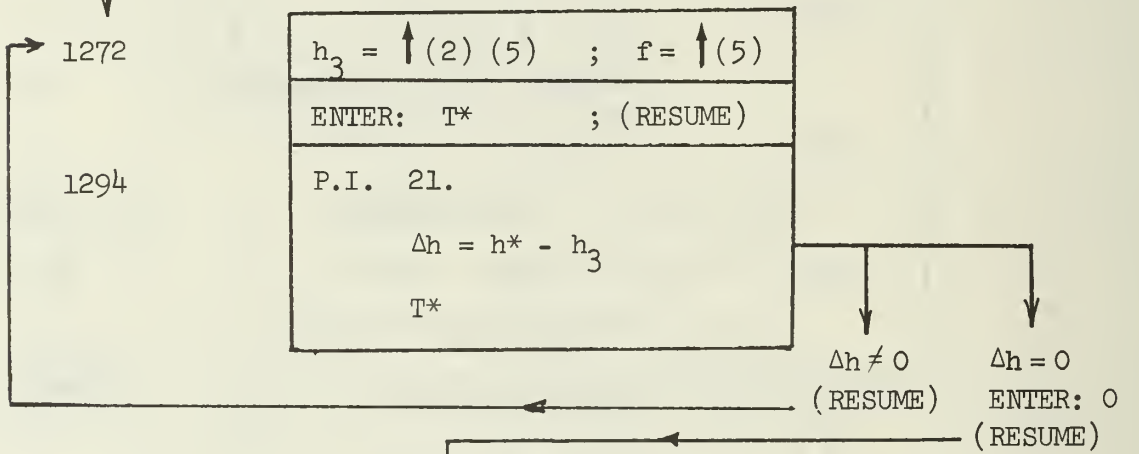 1272 h₃ = ↑(2)(5) ; f = ↑(5)
ENTER: T* ; (RESUME)
1294 P.I. 21.
Δh = h* - h₃
T*
Δh ≠ 0 Δh = 0
(RESUME) ENTER: 0
(RESUME)